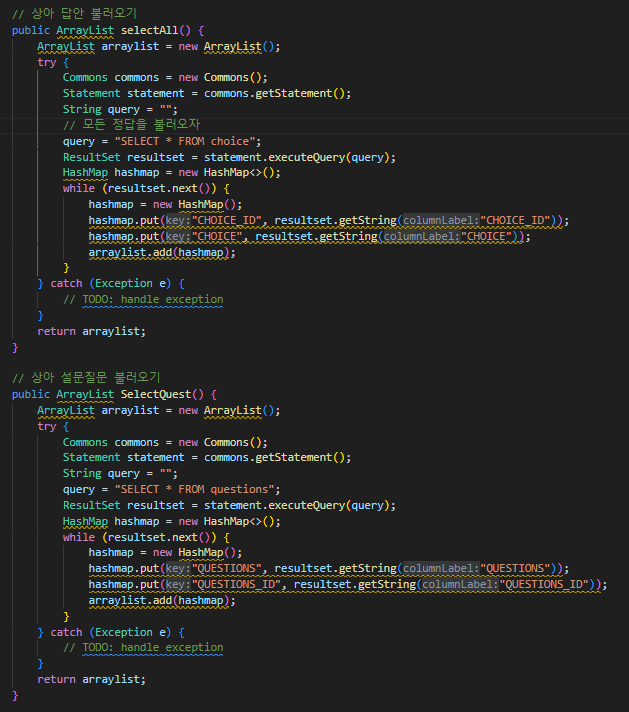 // 상아 답안 불러오기
public ArrayList selectAll() {
    ArrayList arraylist = new ArrayList();
    try {
        Commons commons = new Commons();
        Statement statement = commons.getStatement();
        String query = "";
        // 모든 정답을 불러오자
        query = "SELECT * FROM choice";
        ResultSet resultset = statement.executeQuery(query);
        HashMap hashmap = new HashMap<>();
        while (resultset.next()) {
            hashmap = new HashMap();
            hashmap.put(key:"CHOICE_ID", resultset.getString(columnLabel:"CHOICE_ID"));
            hashmap.put(key:"CHOICE", resultset.getString(columnLabel:"CHOICE"));
            arraylist.add(hashmap);
        }
    } catch (Exception e) {
        // TODO: handle exception
    }
    return arraylist;
}
// 상아 설문질문 불러오기
public ArrayList SelectQuest() {
    ArrayList arraylist = new ArrayList();
    try {
        Commons commons = new Commons();
        Statement statement = commons.getStatement();
        String query = "";
        query = "SELECT * FROM questions";
        ResultSet resultset = statement.executeQuery(query);
        HashMap hashmap = new HashMap<>();
        while (resultset.next()) {
            hashmap = new HashMap();
            hashmap.put(key:"QUESTIONS", resultset.getString(columnLabel:"QUESTIONS"));
            hashmap.put(key:"QUESTIONS_ID", resultset.getString(columnLabel:"QUESTIONS_ID"));
            arraylist.add(hashmap);
        }
    } catch (Exception e) {
        // TODO: handle exception
    }
    return arraylist;
}